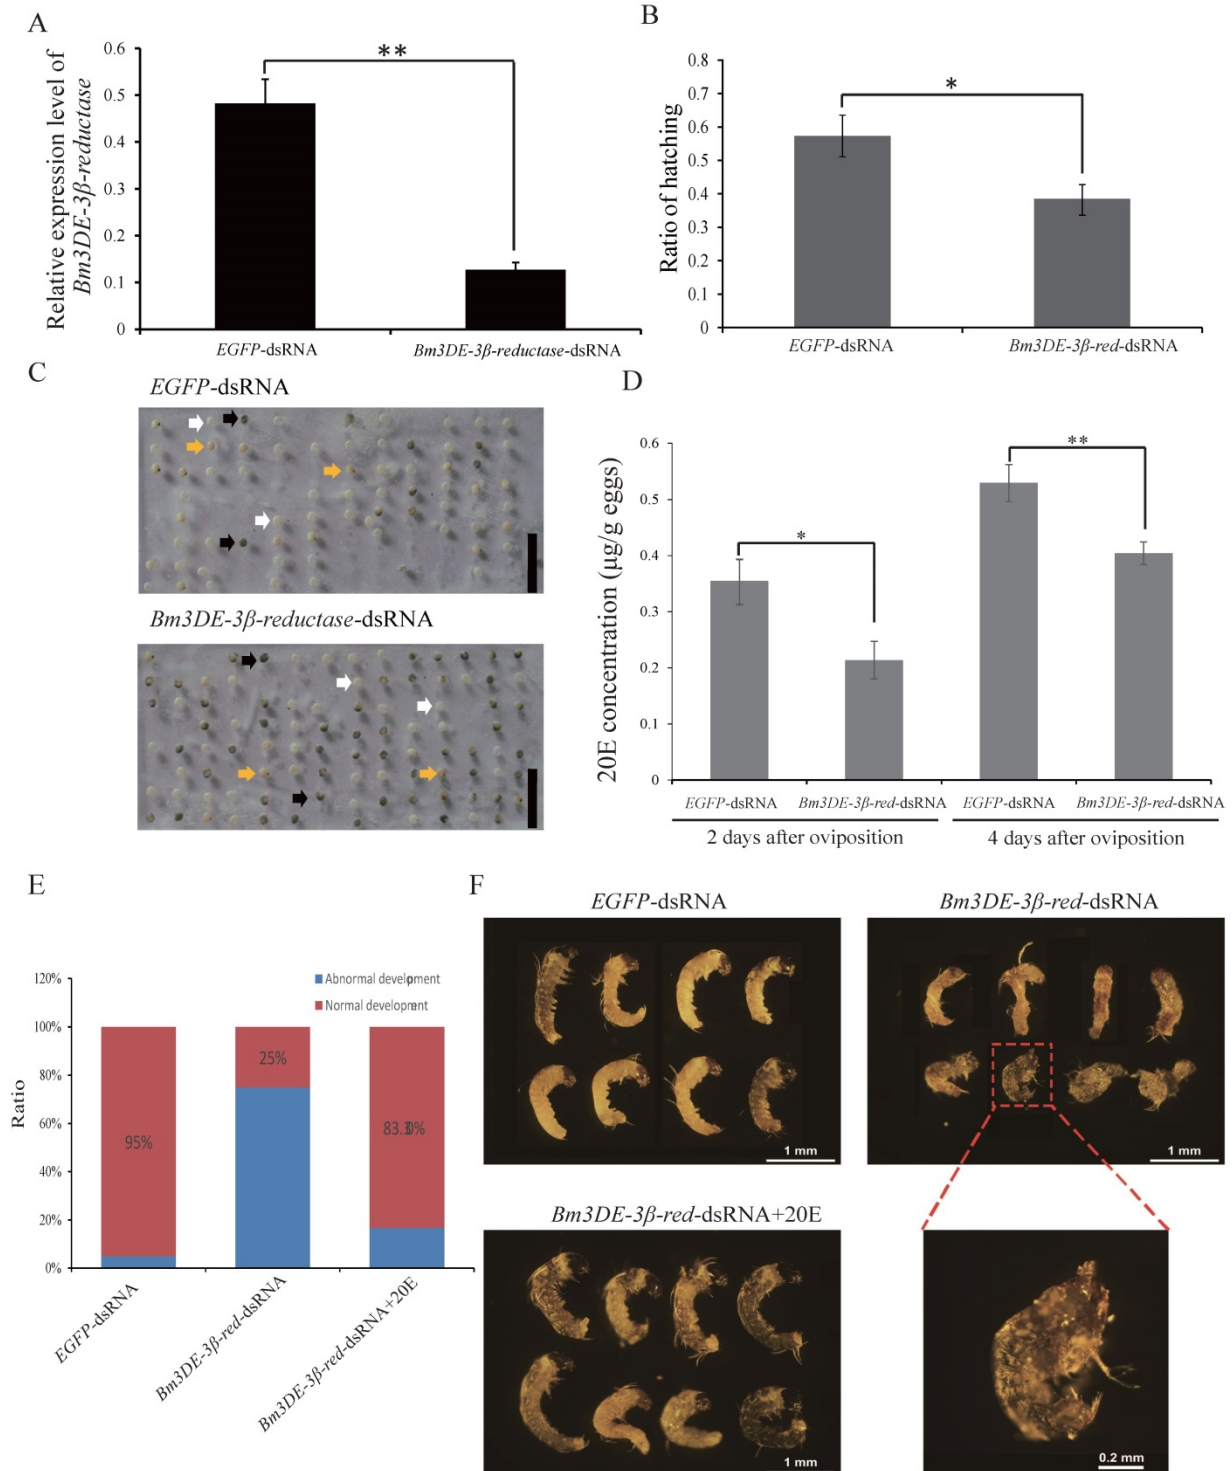 A
Relative expression level of
Bm3DE-3β-reductase
0.6
0.5
0.4
0.3
0.2
0.1
0
**
EGFP-dsRNA
Bm3DE-3β-reductase-dsRNA
B
Ratio of hatching
0.8
0.7
0.6
0.5
0.4
0.3
0.2
0.1
0
*
EGFP-dsRNA
Bm3DE-3β-red-dsRNA
C
EGFP-dsRNA
Bm3DE-3β-reductase-dsRNA
D
20E concentration (µg/g eggs)
0.6
0.5
0.4
0.3
0.2
0.1
0
*
**
EGFP-dsRNA
Bm3DE-3β-red-dsRNA
EGFP-dsRNA
Bm3DE-3β-red-dsRNA
2 days after oviposition
4 days after oviposition
E
Ratio
120%
100%
80%
60%
40%
20%
0%
Abnormal development
Normal development
95%
25%
83.30%
EGFP-dsRNA
Bm3DE-3β-red-dsRNA
Bm3DE-3β-red-dsRNA+20E
F
EGFP-dsRNA
1 mm
Bm3DE-3β-red-dsRNA
1 mm
Bm3DE-3β-red-dsRNA+20E
1 mm
0.2 mm